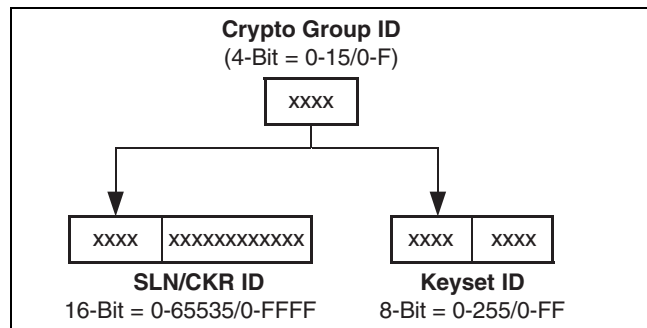 Crypto Group ID
(4-Bit = 0-15/0-F)
xxxx
xxxx xxxxxxxxxxxx xxxx xxxx
SLN/CKR ID Keyset ID
16-Bit = 0-65535/0-FFFF 8-Bit = 0-255/0-FF